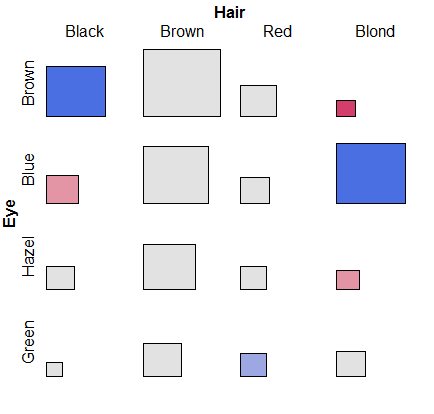 Hair
Black Brown Red Blond
Eye
Brown
Blue
Hazel
Green